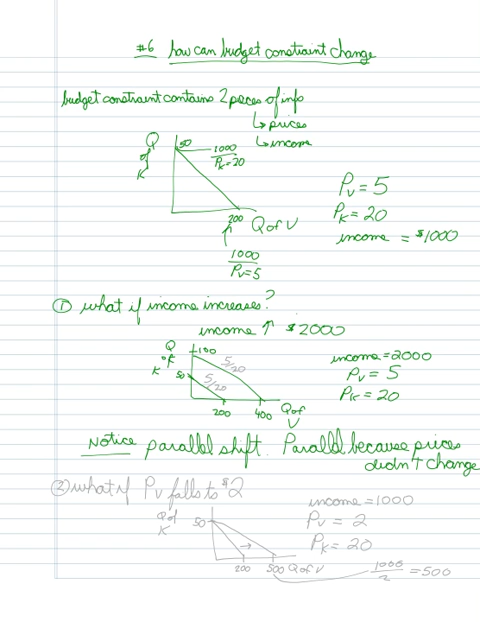 #6 how can budget constraint change
budget constraint contains 2 pieces of info
↳ prices
↳ income
Q of K
50
1000 / PK=20
200 Q of V
1000 / PV=5
PV = 5
PK = 20
income = $1000
① what if income increases?
income ↑ $2000
Q of K
100
50
5/20
5/20
200 400 Q of V
income = 2000
PV = 5
PK = 20
Notice parallel shift. Parallel because prices
didn't change
② what if PV falls to $2
Q of K
50
200 500 Q of V
1000 / 2 = 500
income = 1000
PV = 2
PK = 20